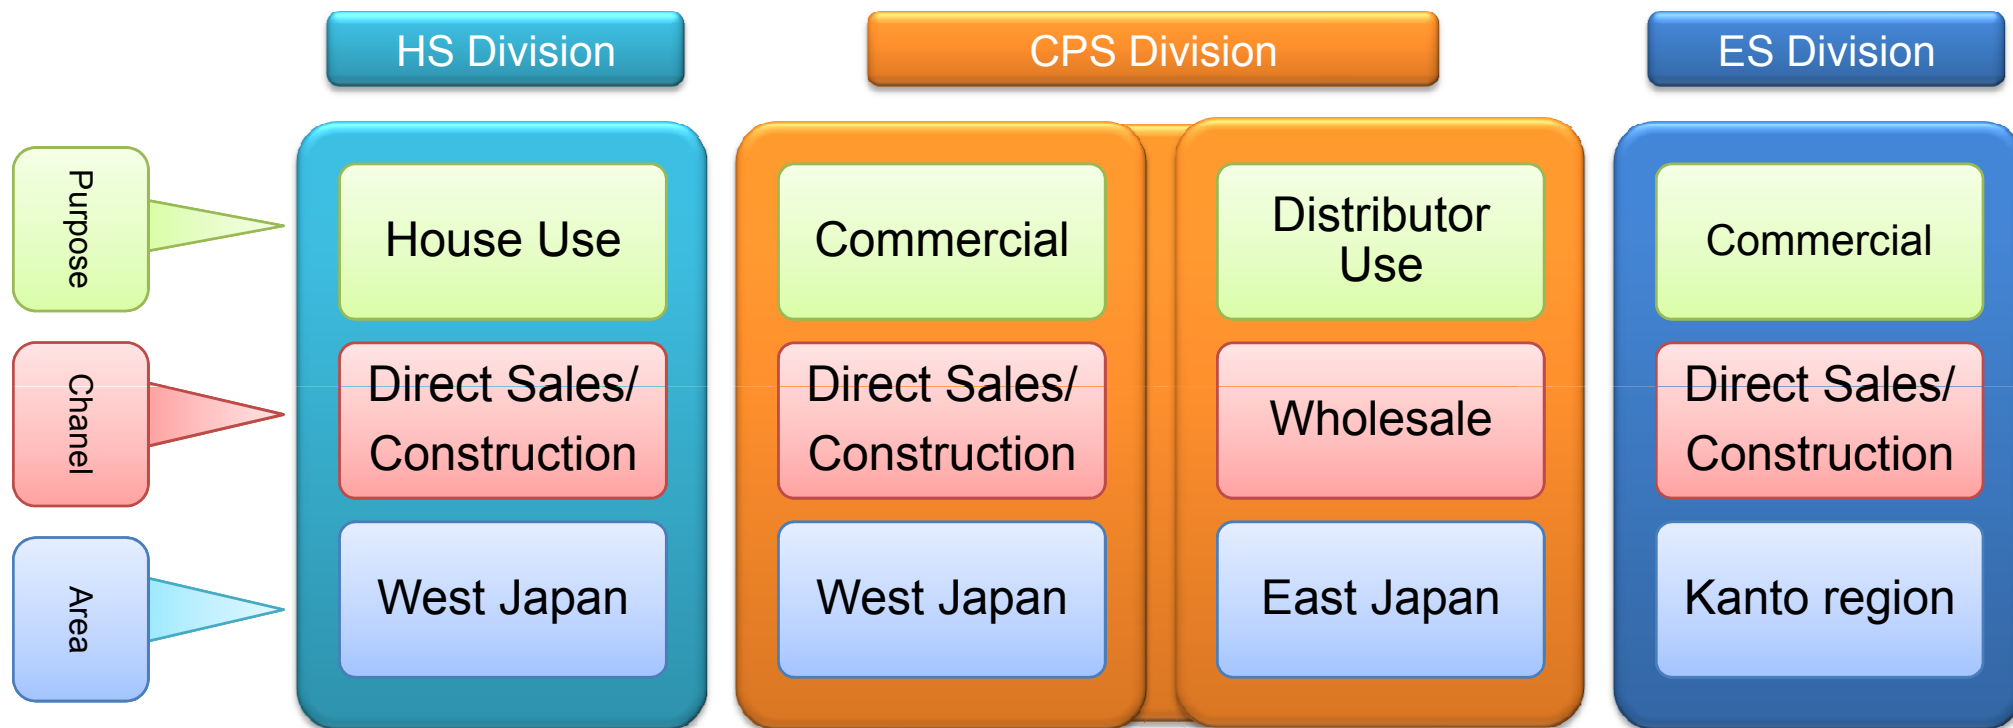 HS Division
CPS Division
ES Division
Purpose
House Use
Commercial
Distributor
Use
Commercial
Channel
Direct Sales/
Construction
Direct Sales/
Construction
Wholesale
Direct Sales/
Construction
Area
West Japan
West Japan
East Japan
Kanto region